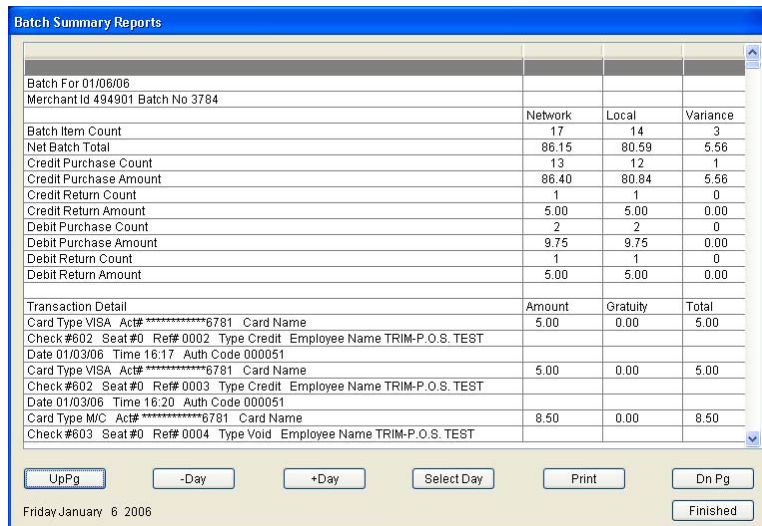 Batch Summary Reports
Batch For 01/06/06
Merchant Id 494901 Batch No 3784
Network Local Variance
Batch Item Count 17 14 3
Net Batch Total 86.15 80.59 5.56
Credit Purchase Count 13 12 1
Credit Purchase Amount 86.40 80.84 5.56
Credit Return Count 1 1 0
Credit Return Amount 5.00 5.00 0.00
Debit Purchase Count 2 2 0
Debit Purchase Amount 9.75 9.75 0.00
Debit Return Count 1 1 0
Debit Return Amount 5.00 5.00 0.00
Transaction Detail Amount Gratuity Total
Card Type VISA Act# ************6781 Card Name 5.00 0.00 5.00
Check #602 Seat #0 Ref# 0002 Type Credit Employee Name TRIM-P.O.S. TEST
Date 01/03/06 Time 16:17 Auth Code 000051
Card Type VISA Act# ************6781 Card Name 5.00 0.00 5.00
Check #602 Seat #0 Ref# 0003 Type Credit Employee Name TRIM-P.O.S. TEST
Date 01/03/06 Time 16:20 Auth Code 000051
Card Type M/C Act# ************6781 Card Name 8.50 0.00 8.50
Check #603 Seat #0 Ref# 0004 Type Void Employee Name TRIM-P.O.S. TEST
UpPg -Day +Day Select Day Print Dn Pg
Friday January 6 2006 Finished